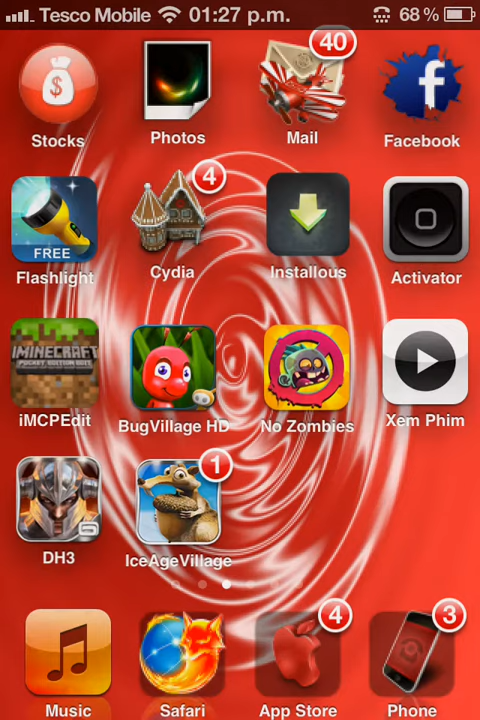 Tesco Mobile 01:27 p.m. 68 %
40
Stocks Photos Mail Facebook
4
FREE
Flashlight Cydia Installous Activator
MINECRAFT
POCKET EDITION EDIT
iMCPEdit BugVillage HD No Zombies Xem Phim
1
DH3 IceAgeVillage
4 3
Music Safari App Store Phone